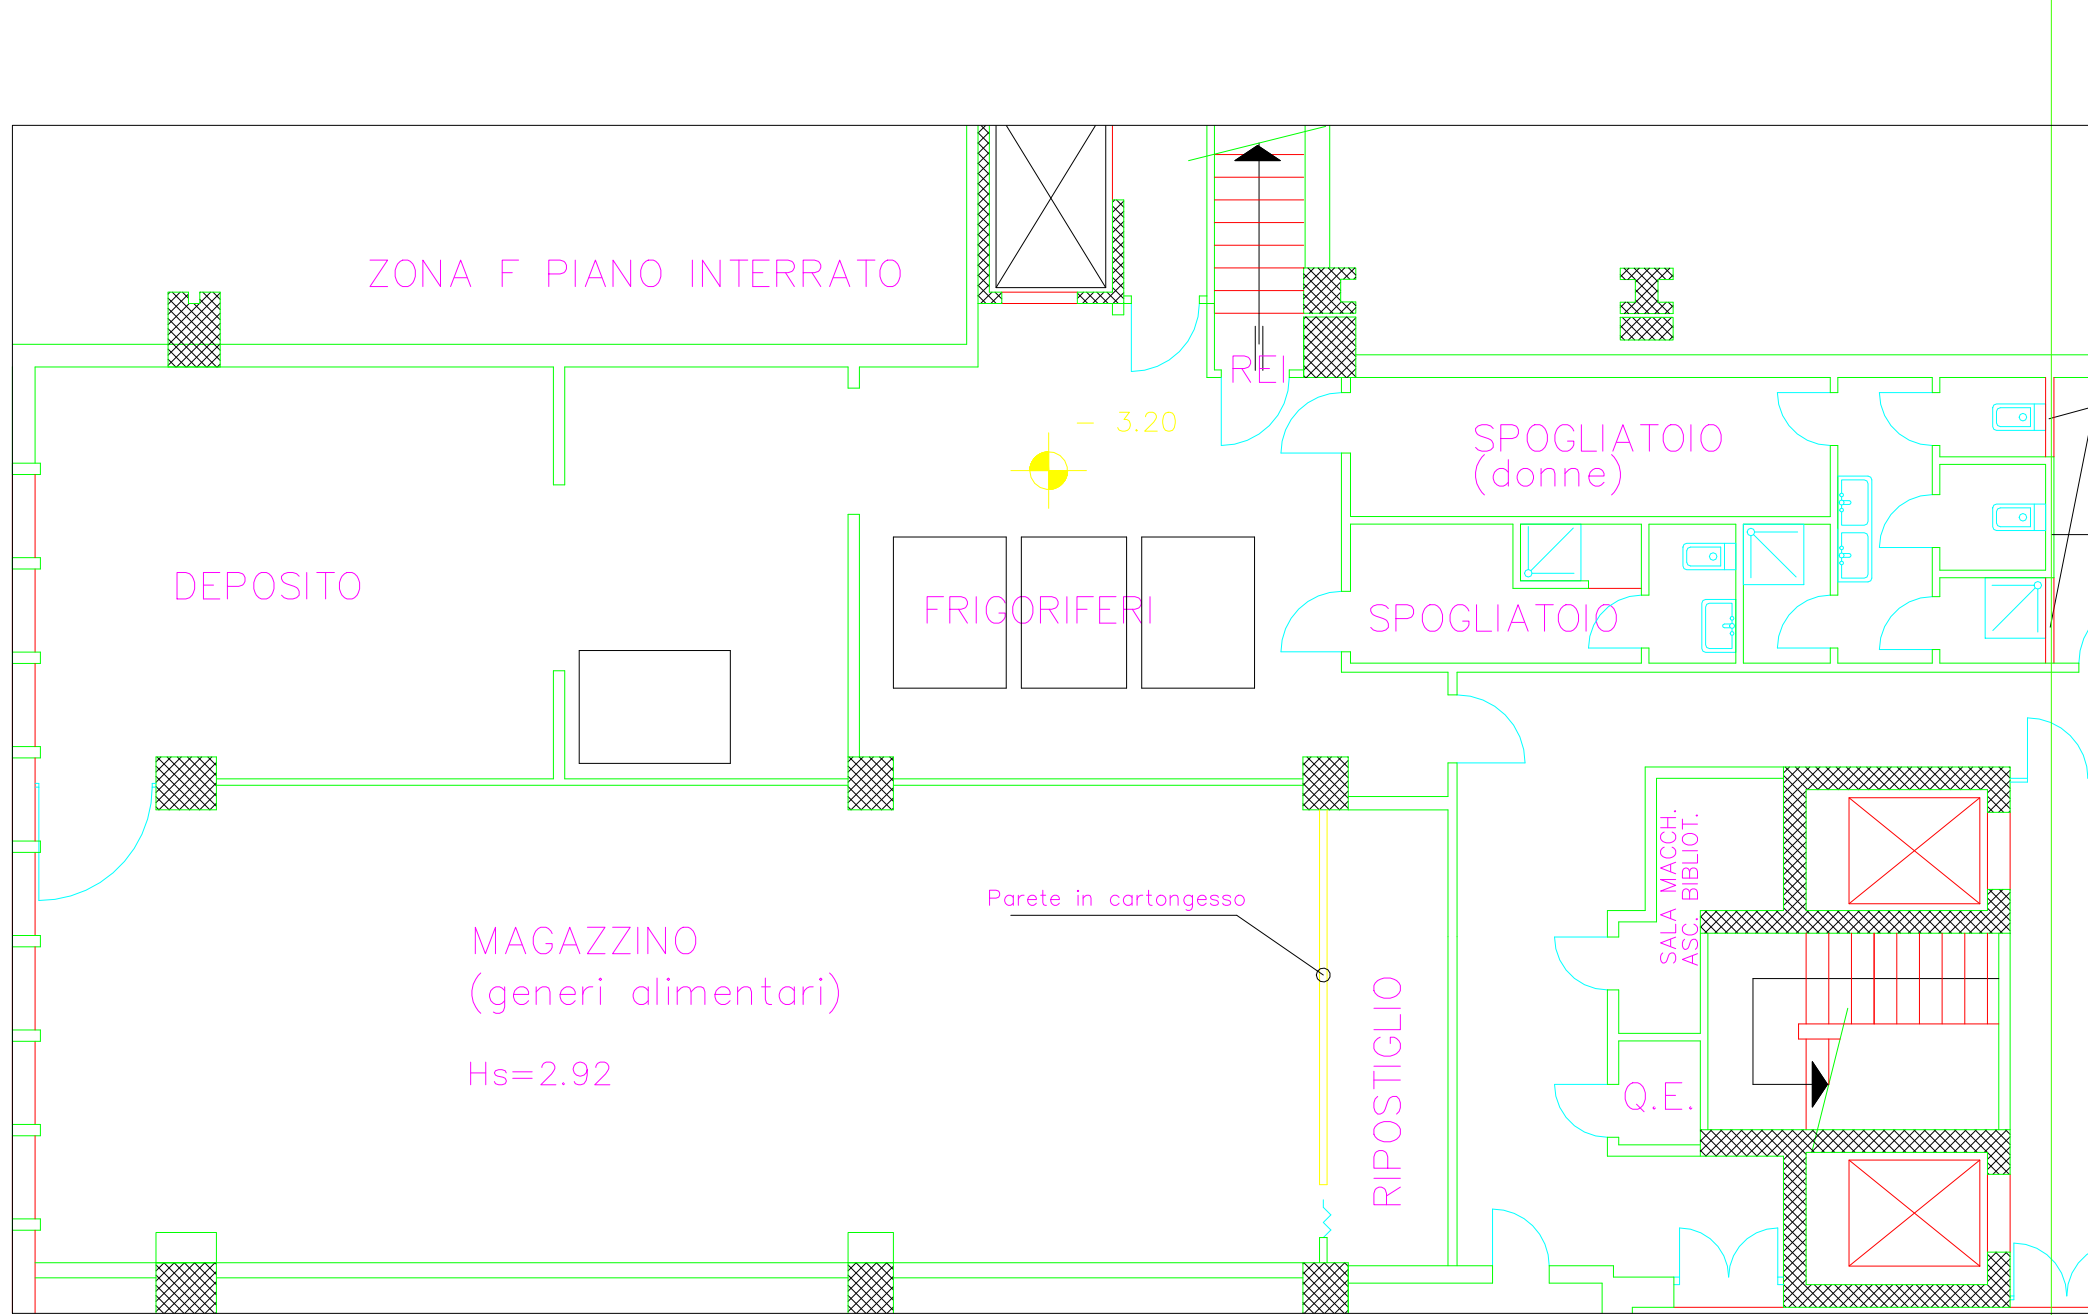 ZONA F PIANO INTERRATO
REI
- 3.20
SPOGLIATOIO
(donne)
DEPOSITO
FRIGORIFERI
SPOGLIATOIO
SALA MACCH.
ASC. BIBLIOT.
Parete in cartongesso
MAGAZZINO
(generi alimentari)
RIPOSTIGLIO
Hs=2.92
Q.E.